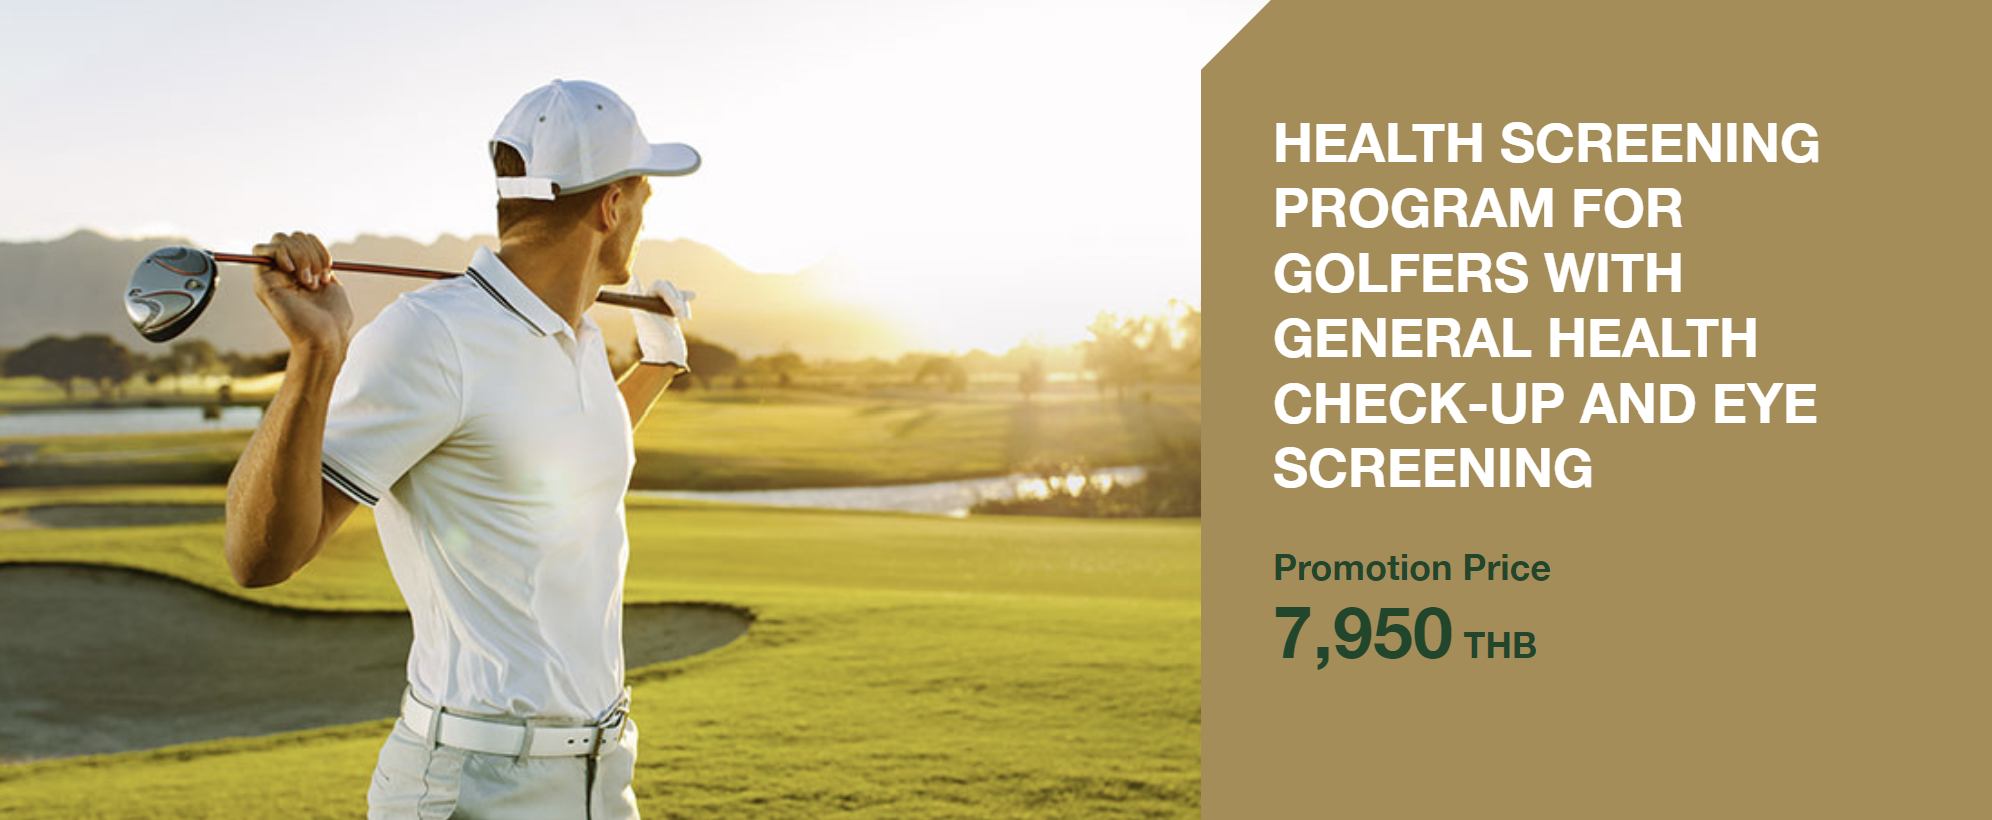 HEALTH SCREENING
PROGRAM FOR
GOLFERS WITH
GENERAL HEALTH
CHECK-UP AND EYE
SCREENING
Promotion Price
7,950 THB